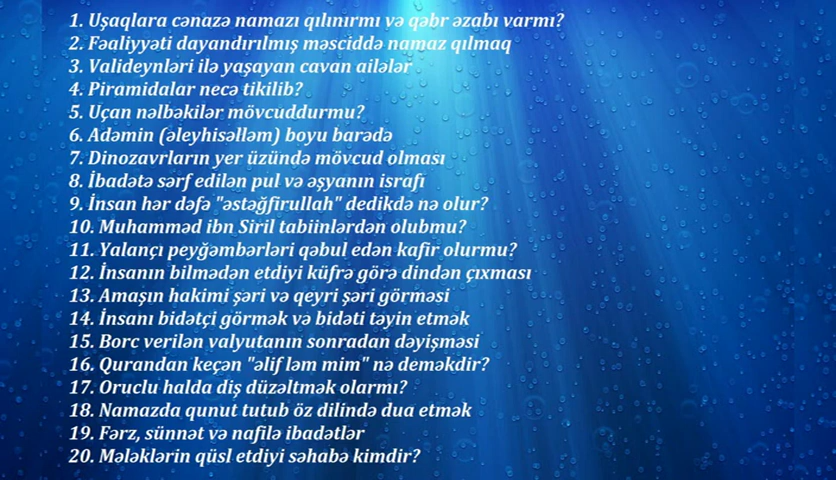 1. Uşaqlara cənazə namazı qılınırmı və qəbr əzabı varmı?
2. Fəaliyyəti dayandırılmış məsciddə namaz qılmaq
3. Valideynləri ilə yaşayan cavan ailələr
4. Piramidalar necə tikilib?
5. Uçan nəlbəkilər mövcuddurmu?
6. Adəmin (əleyhisəlləm) boyu barədə
7. Dinozavrların yer üzündə mövcud olması
8. İbadətə sərf edilən pul və əşyanın israfı
9. İnsan hər dəfə "əstəğfirullah" dedikdə nə olur?
10. Muhamməd ibn Siril tabiinlərdən olubmu?
11. Yalançı peyğəmbərləri qəbul edən kafir olurmu?
12. İnsanın bilmədən etdiyi küfrə görə dindən çıxması
13. Amaşın hakimi şəri və qeyri şəri görməsi
14. İnsanı bidətçi görmək və bidəti təyin etmək
15. Borc verilən valyutanın sonradan dəyişməsi
16. Qurandan keçən "əlif ləm mim" nə deməkdir?
17. Oruclu halda diş düzəltmək olarmı?
18. Namazda qunut tutub öz dilində dua etmək
19. Fərz, sünnət və nafilə ibadətlər
20. Mələklərin qüsl etdiyi səhabə kimdir?